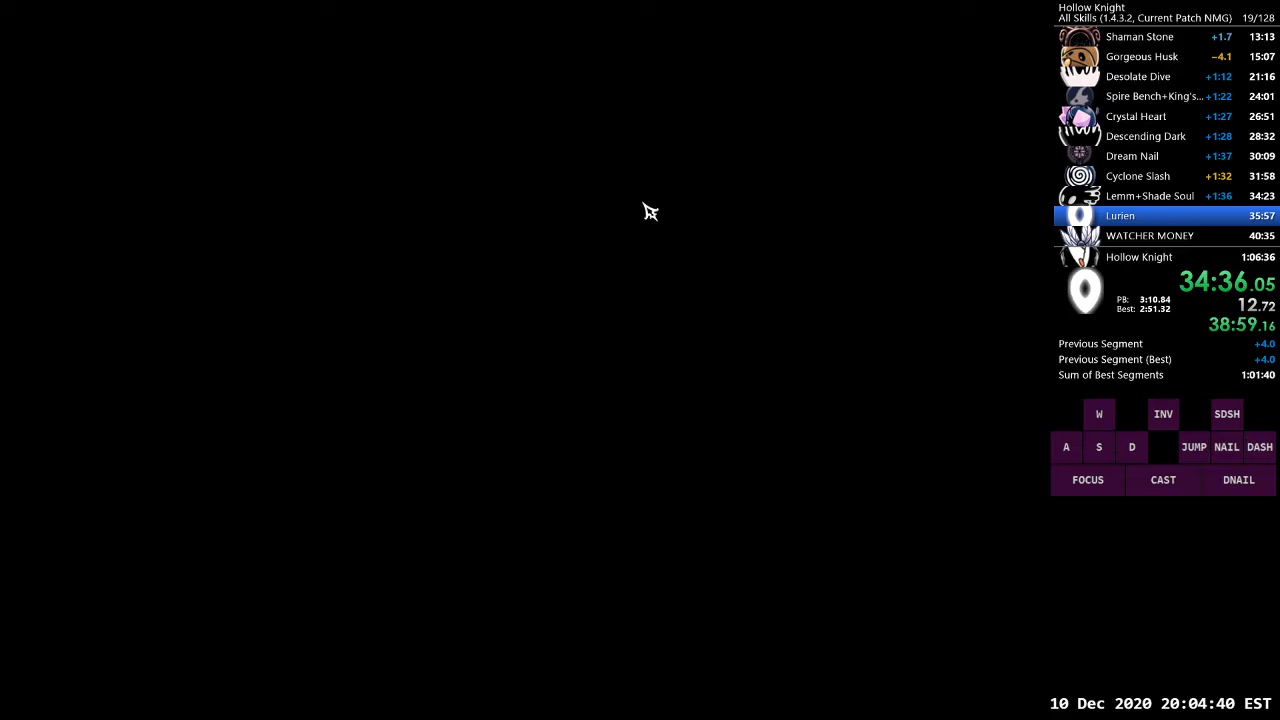 Hollow Knight
All Skills (1.4.3.2, Current Patch NMG) 19/128
Shaman Stone +1.7 13:13
Gorgeous Husk −4.1 15:07
Desolate Dive +1:12 21:16
Spire Bench+King's... +1:22 24:01
Crystal Heart +1:27 26:51
Descending Dark +1:28 28:32
Dream Nail +1:37 30:09
Cyclone Slash +1:32 31:58
Lemm+Shade Soul +1:36 34:23
Lurien 35:57
WATCHER MONEY 40:35
Hollow Knight 1:06:36
34:36.05
PB: 3:10.84 12.72
Best: 2:51.32
38:59.16
Previous Segment +4.0
Previous Segment (Best) +4.0
Sum of Best Segments 1:01:40
W INV SDSH
A S D JUMP NAIL DASH
FOCUS CAST DNAIL
10 Dec 2020 20:04:40 EST